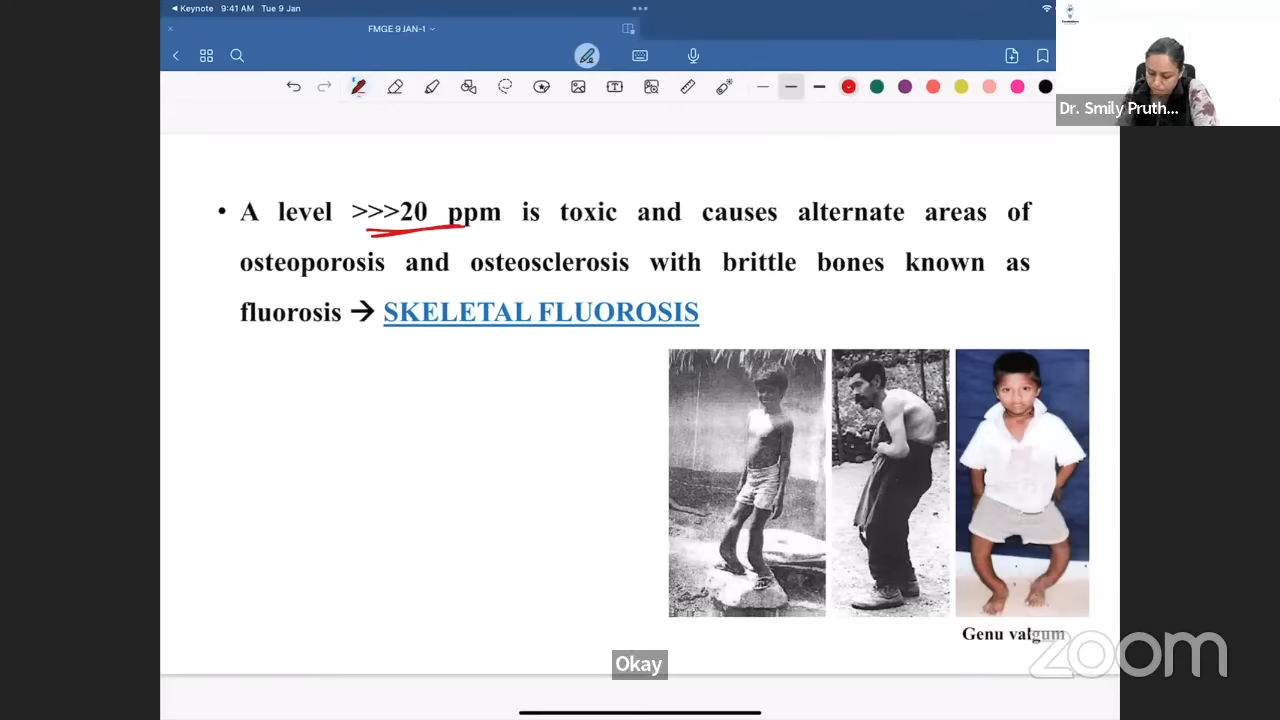 Keynote 9:41 AM Tue 9 Jan
FMGE 9 JAN-1
Dr. Smily Pruth...
• A level >>>20 ppm is toxic and causes alternate areas of
osteoporosis and osteosclerosis with brittle bones known as
fluorosis → SKELETAL FLUOROSIS
Genu valgum
zoom
Okay